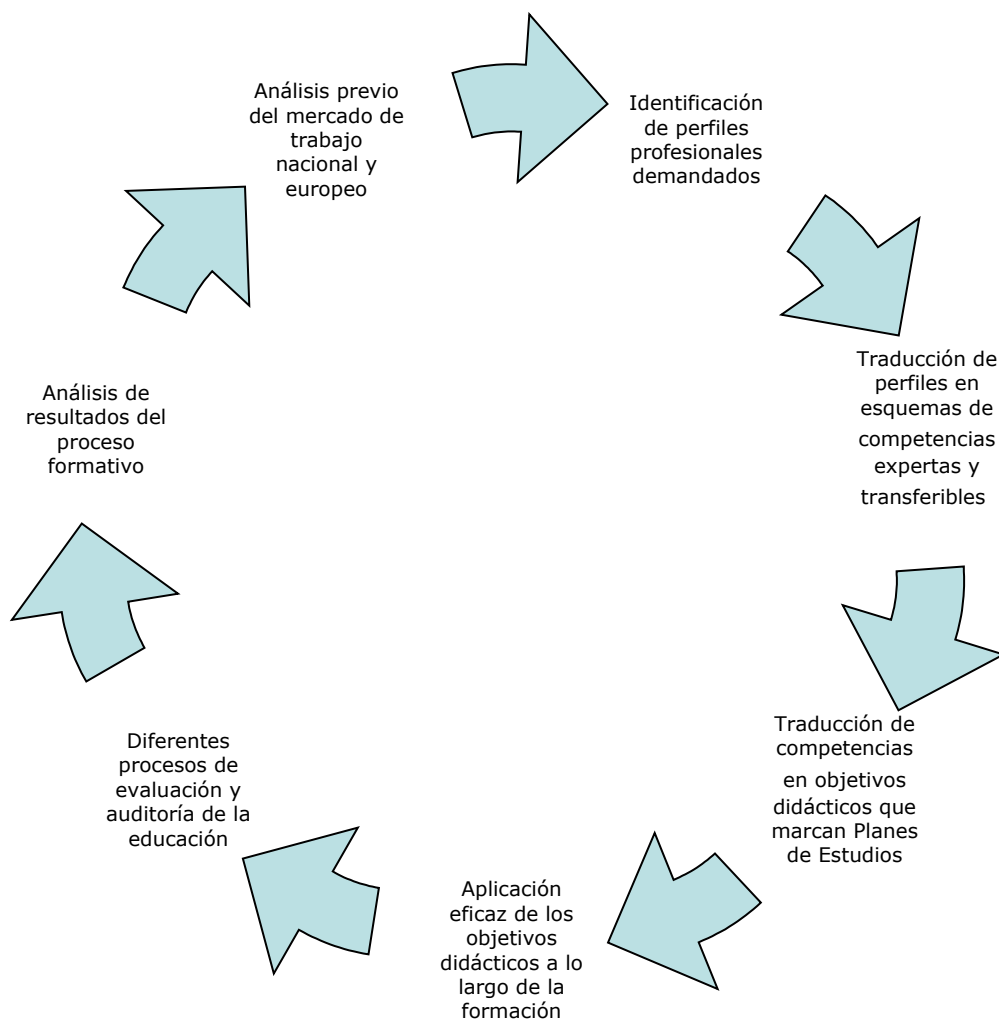 Análisis previo
del mercado de
trabajo
nacional y
europeo
Identificación
de perfiles
profesionales
demandados
Traducción de
perfiles en
esquemas de
competencias
expertas y
transferibles
Traducción de
competencias
en objetivos
didácticos que
marcan Planes
de Estudios
Aplicación
eficaz de los
objetivos
didácticos a lo
largo de la
formación
Diferentes
procesos de
evaluación y
auditoría de la
educación
Análisis de
resultados del
proceso
formativo